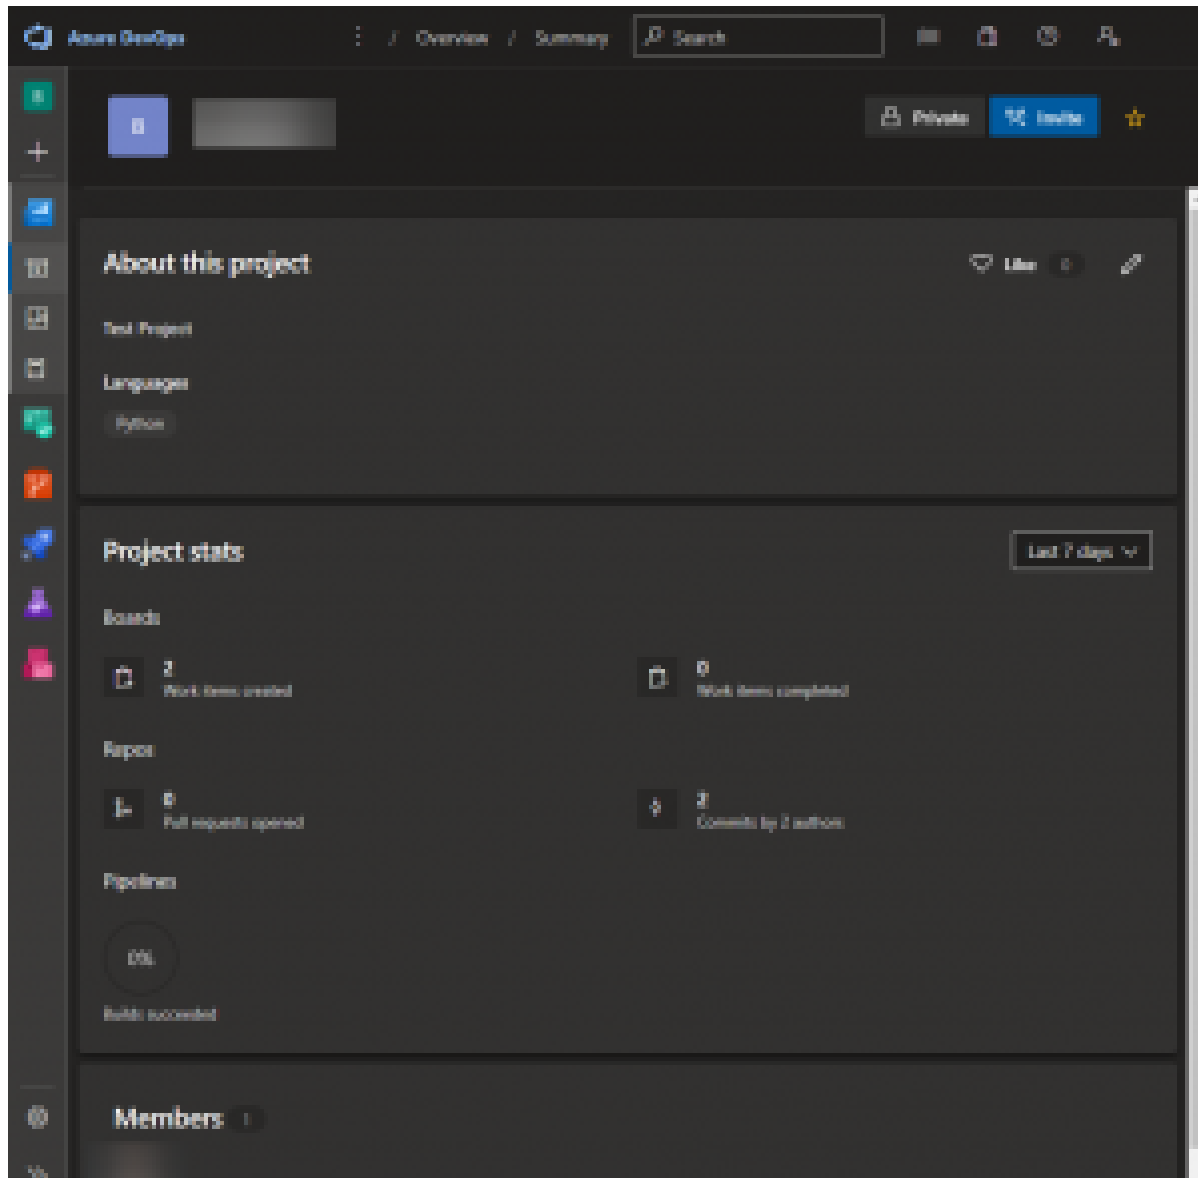 Azure DevOps / Overview / Summary Search
Private Invite
About this project Like 0
Test Project
Languages
Python
Project stats Last 7 days
Boards
2
Work items created
0
Work items completed
Repos
0
Pull requests opened
2
Commits by 2 authors
Pipelines
0%
Builds succeeded
Members 1